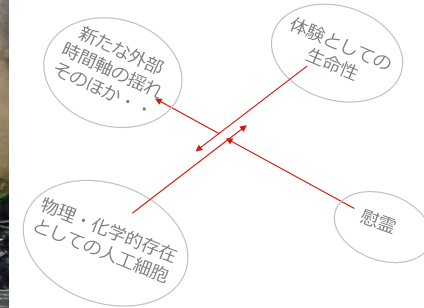 新たな外部
時間軸の揺れ
そのほか・・
体験としての
生命性
物理・化学的存在
としての人工細胞
慰霊